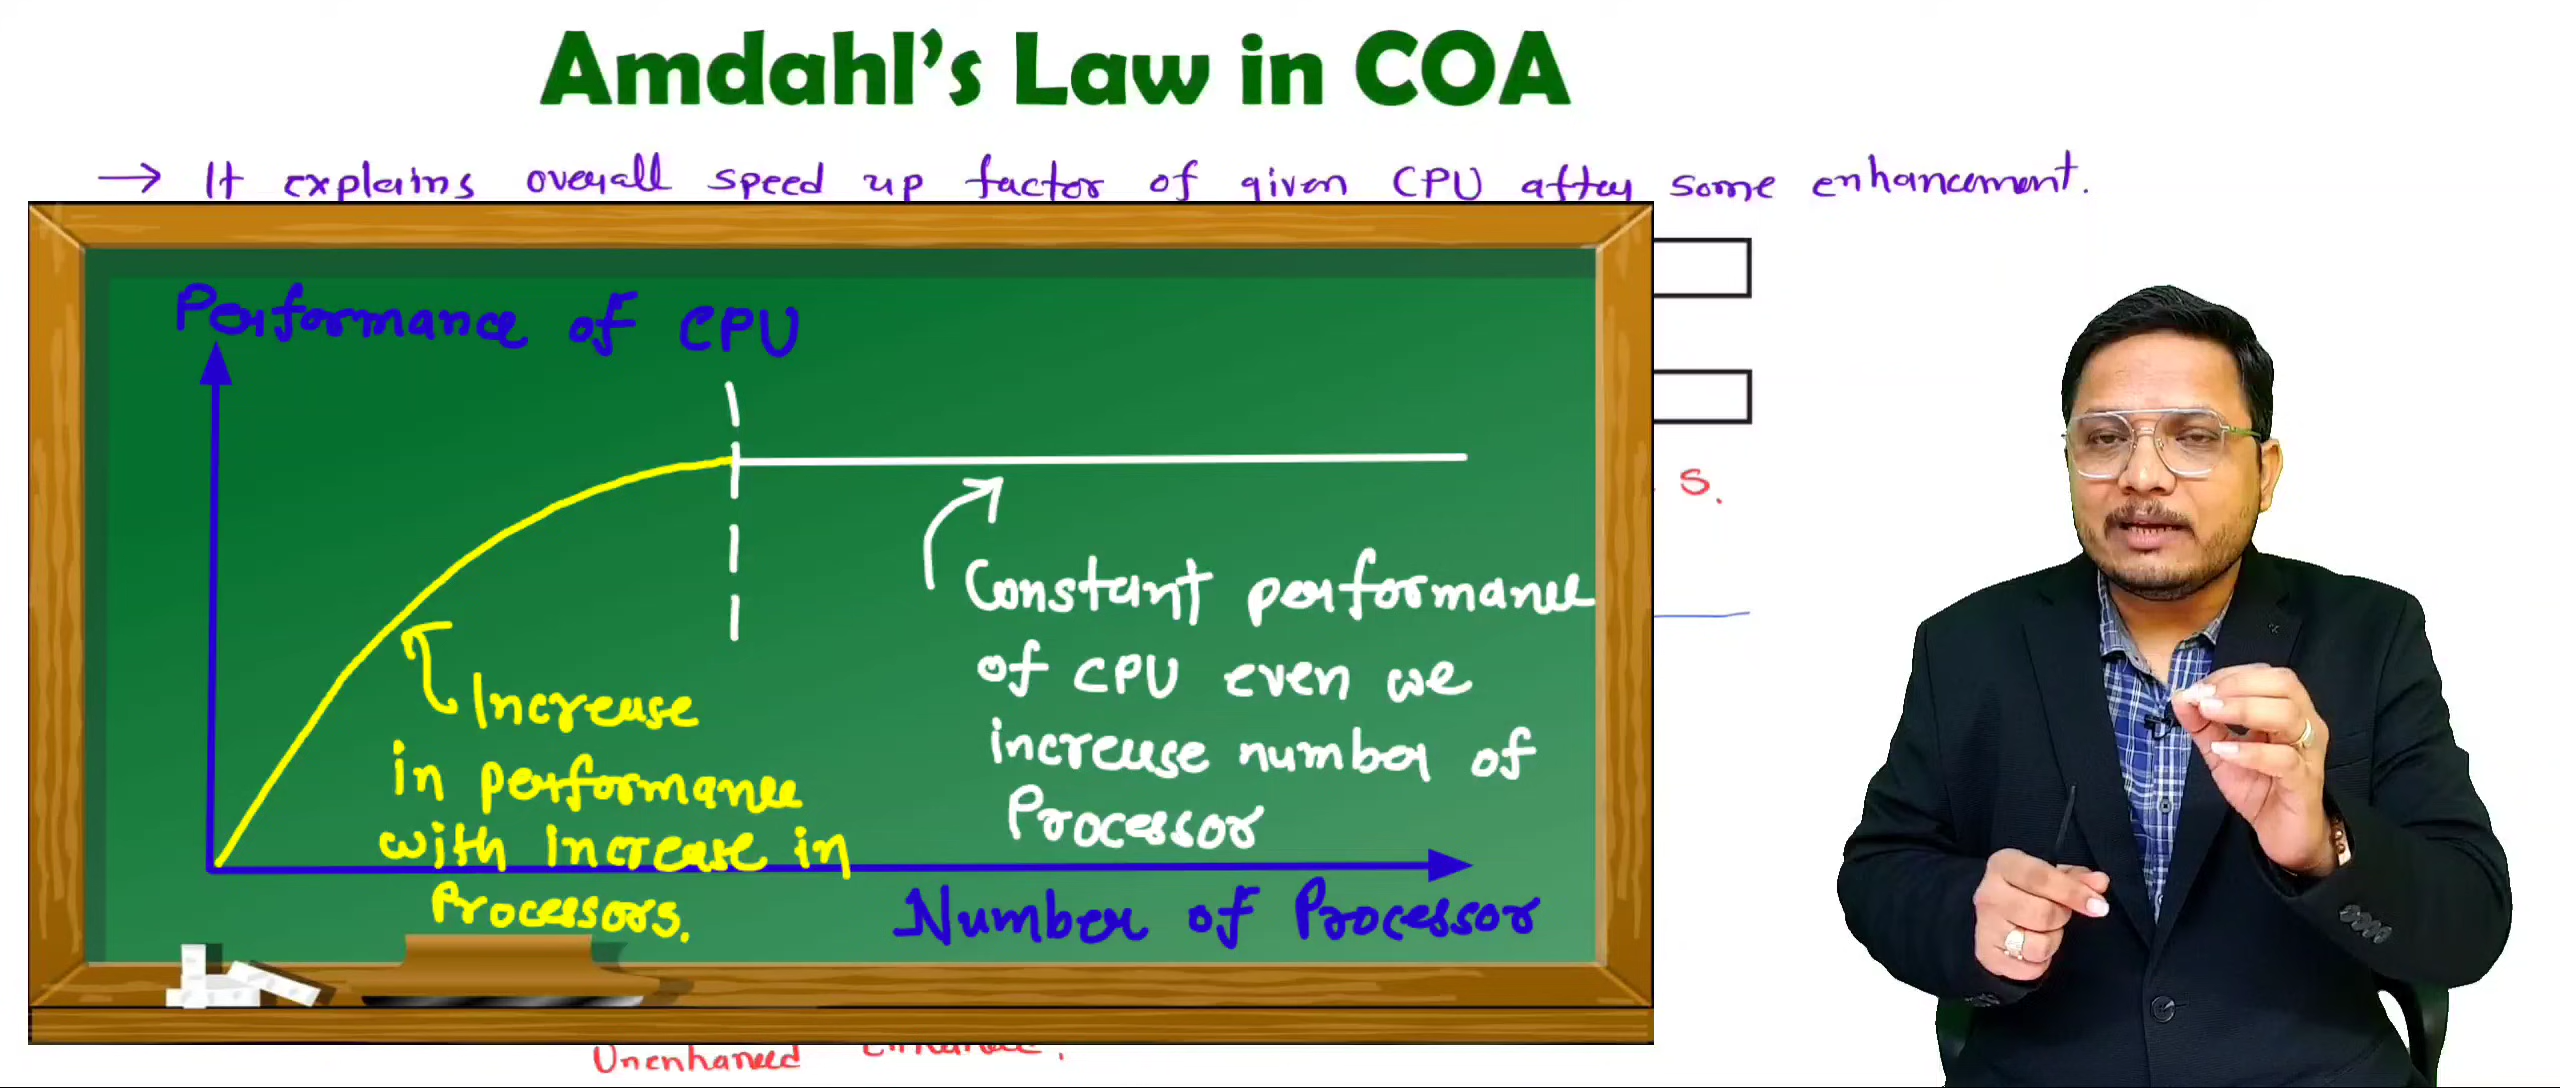 Amdahl's Law in COA
→ It explains overall speed up factor of given CPU after some enhancement.
Performance of CPU
S.
Constant performance
of CPU even we
increase number of
Processor
Increase
in performance
with increase in
Processors.
Number of Processor
Unenhanced